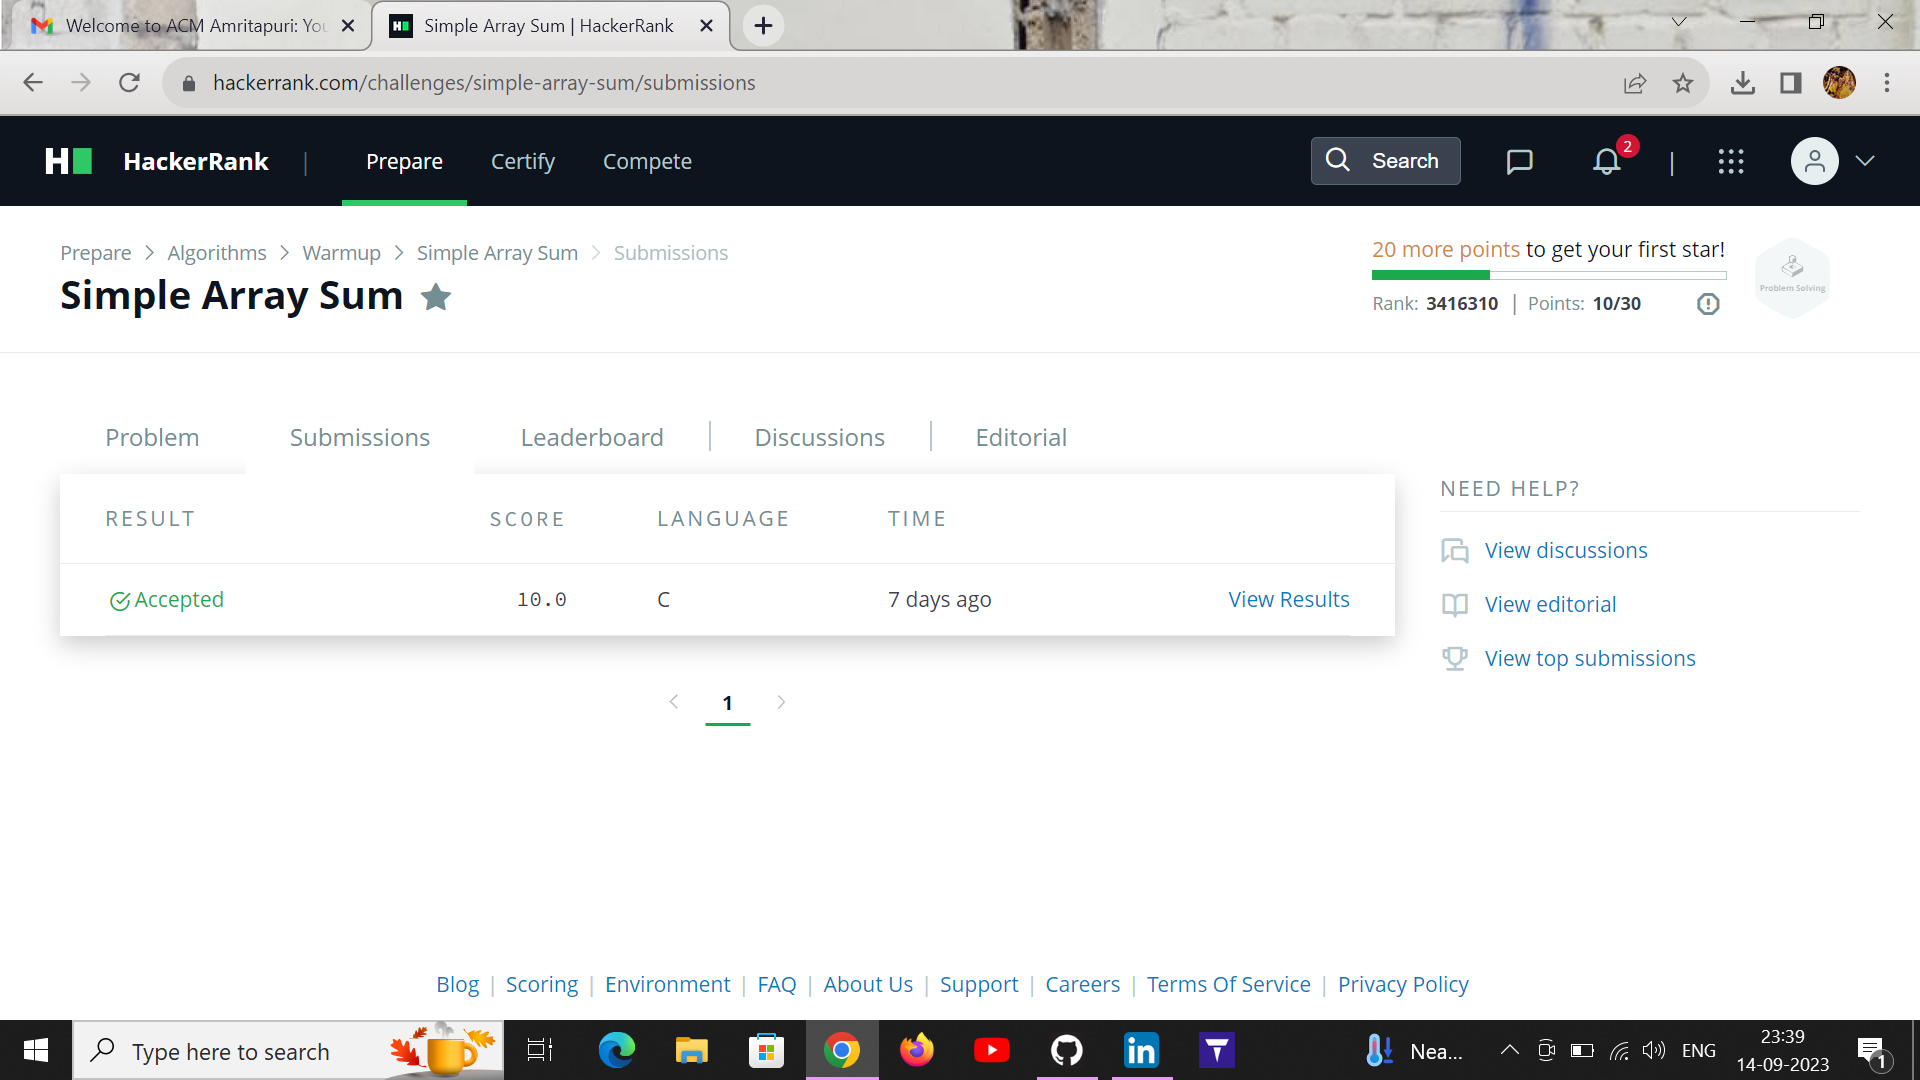 Welcome to ACM Amritapuri: You
Simple Array Sum | HackerRank
hackerrank.com/challenges/simple-array-sum/submissions
H
HackerRank | Prepare Certify Compete
Search
2
Prepare > Algorithms > Warmup > Simple Array Sum > Submissions
Simple Array Sum
20 more points to get your first star!
Rank: 3416310 | Points: 10/30
Problem Solving
Problem Submissions Leaderboard | Discussions | Editorial
RESULT SCORE LANGUAGE TIME
Accepted 10.0 C 7 days ago View Results
1
NEED HELP?
View discussions
View editorial
View top submissions
Blog | Scoring | Environment | FAQ | About Us | Support | Careers | Terms Of Service | Privacy Policy
Type here to search
Nea...
ENG
23:39
14-09-2023
1